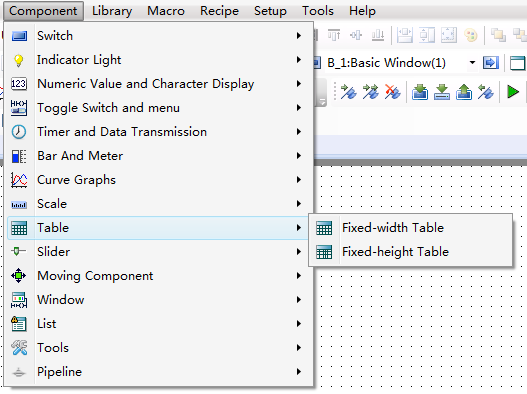 Component Library Macro Recipe Setup Tools Help
Switch
Indicator Light
B_1:Basic Window(1)
123 Numeric Value and Character Display
Toggle Switch and menu
Timer and Data Transmission
Bar And Meter
Curve Graphs
Scale
Table
Fixed-width Table
Slider
Fixed-height Table
Moving Component
Window
List
Tools
Pipeline